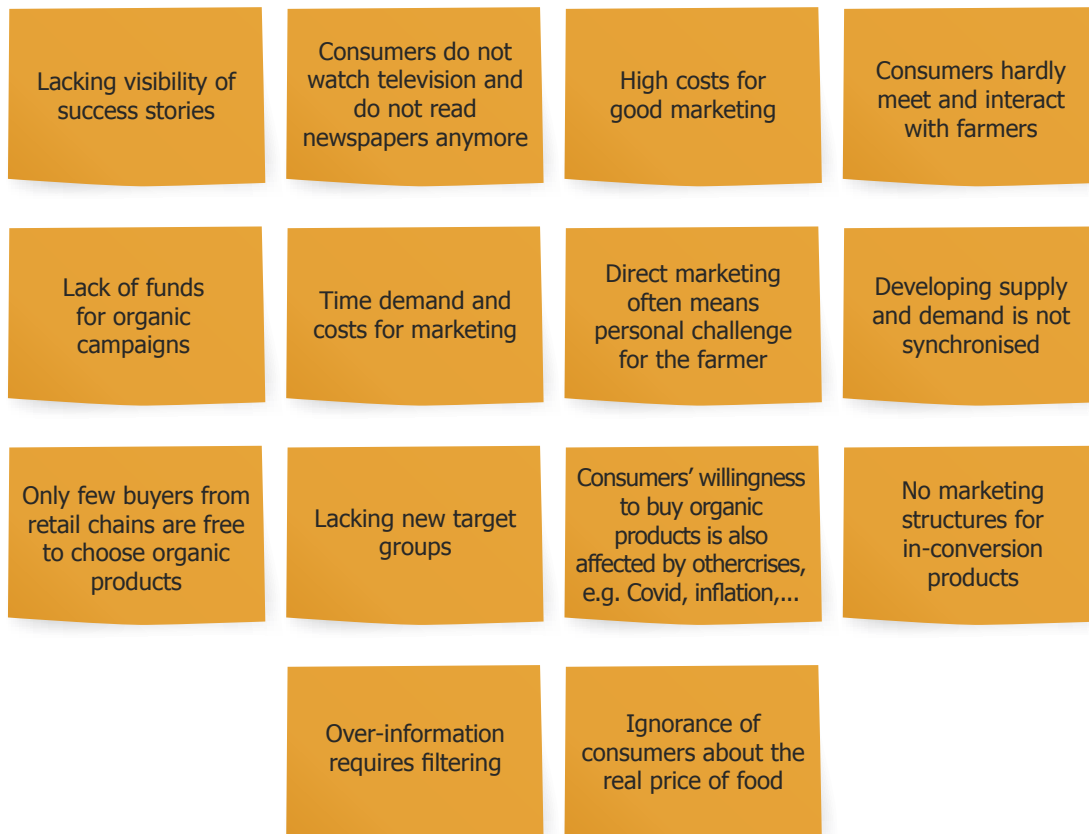 Lacking visibility of
success stories
Consumers do not
watch television and
do not read
newspapers anymore
High costs for
good marketing
Consumers hardly
meet and interact
with farmers
Lack of funds
for organic
campaigns
Time demand and
costs for marketing
Direct marketing
often means
personal challenge
for the farmer
Developing supply
and demand is not
synchronised
Only few buyers from
retail chains are free
to choose organic
products
Lacking new target
groups
Consumers’ willingness
to buy organic
products is also
affected by othercrises,
e.g. Covid, inflation,...
No marketing
structures for
in-conversion
products
Over-information
requires filtering
Ignorance of
consumers about the
real price of food